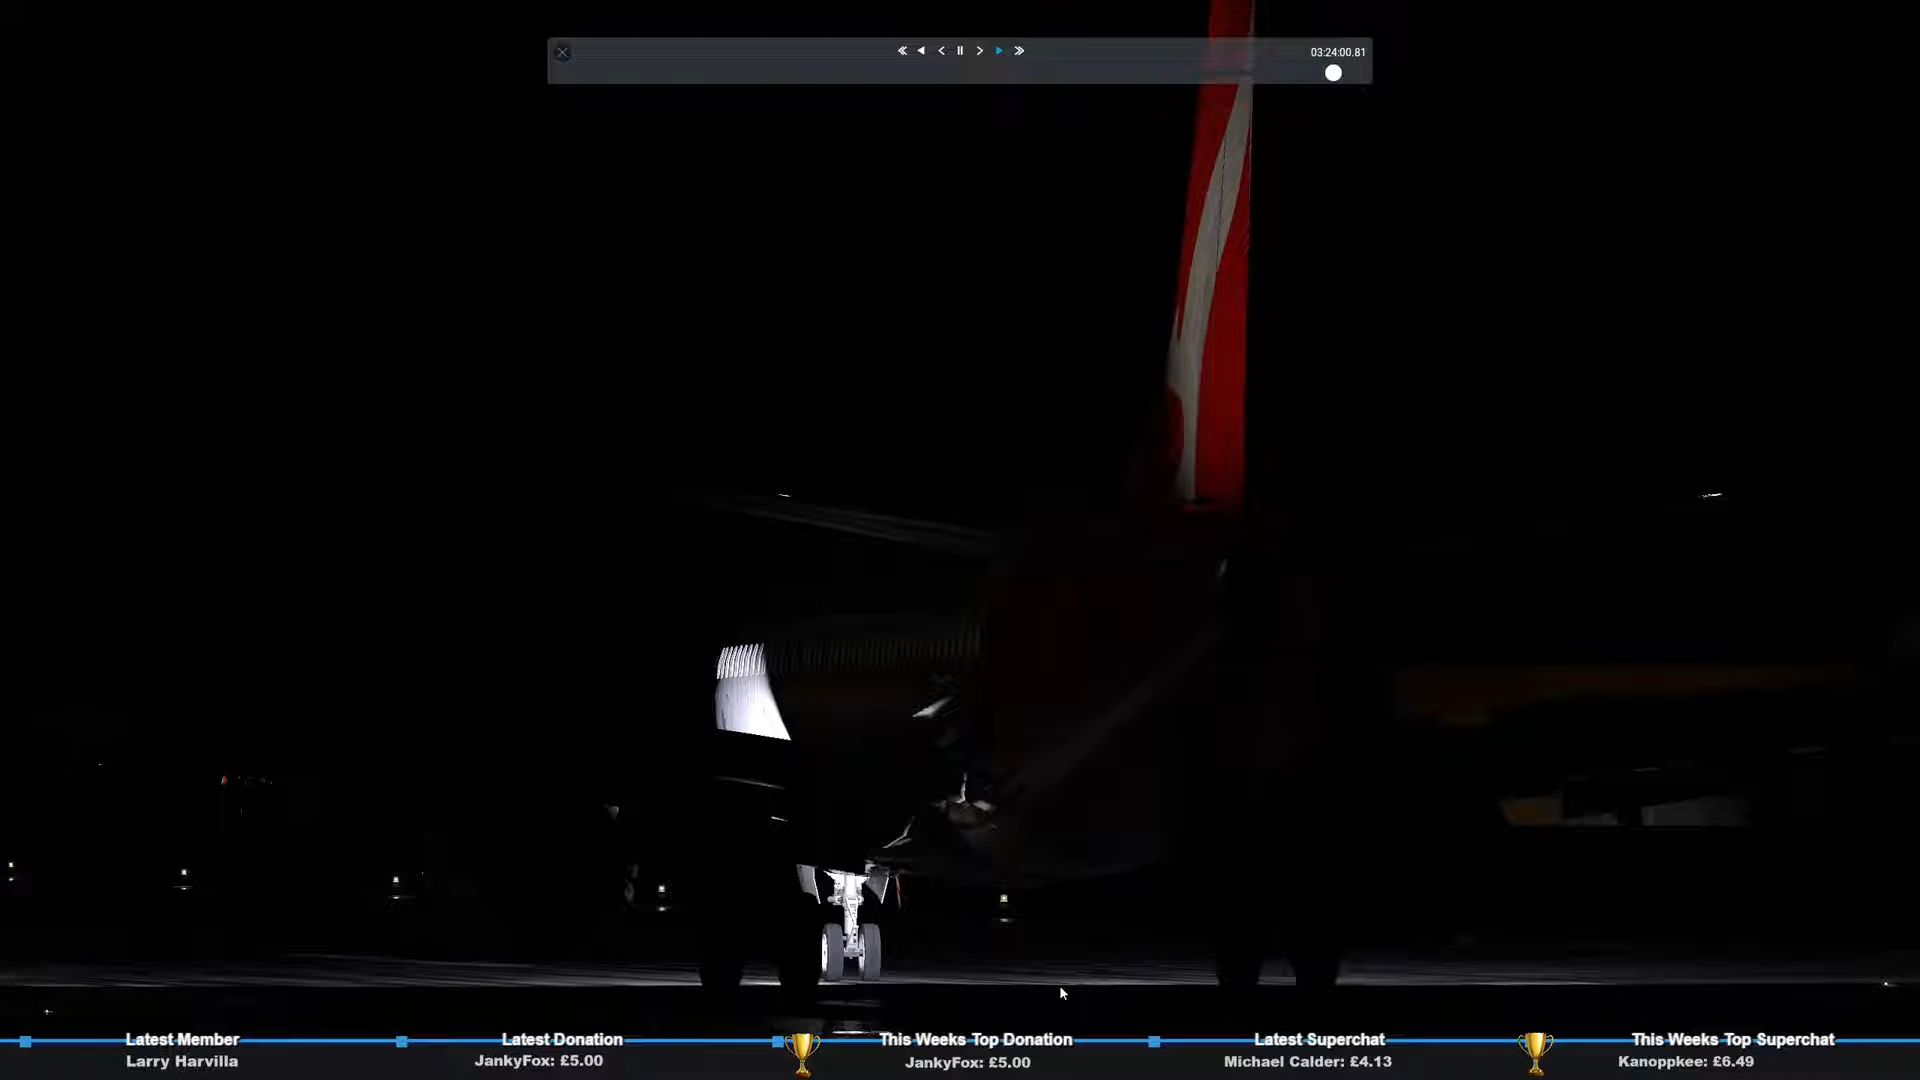 03:24:00.81
Latest Member
Larry Harvilla
Latest Donation
JankyFox: £5.00
This Weeks Top Donation
JankyFox: £5.00
Latest Superchat
Michael Calder: £4.13
This Weeks Top Superchat
Kanoppkee: £6.49